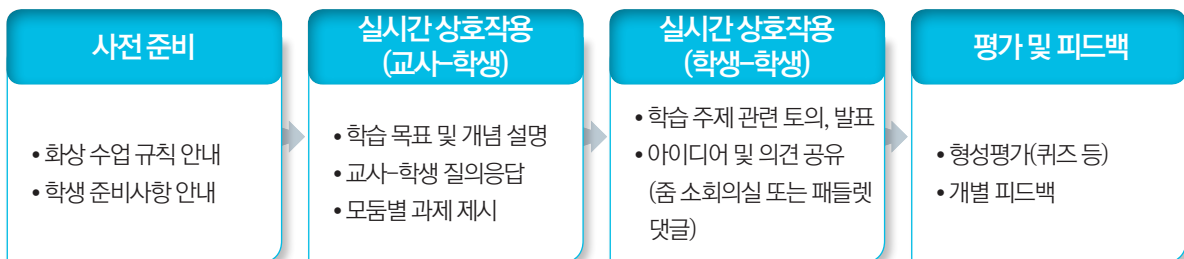 사전 준비
• 화상 수업 규칙 안내
• 학생 준비사항 안내
실시간 상호작용
(교사-학생)
• 학습 목표 및 개념 설명
• 교사-학생 질의응답
• 모둠별 과제 제시
실시간 상호작용
(학생-학생)
• 학습 주제 관련 토의, 발표
• 아이디어 및 의견 공유
(줌 소회의실 또는 패들렛
댓글)
평가 및 피드백
• 형성평가(퀴즈 등)
• 개별 피드백